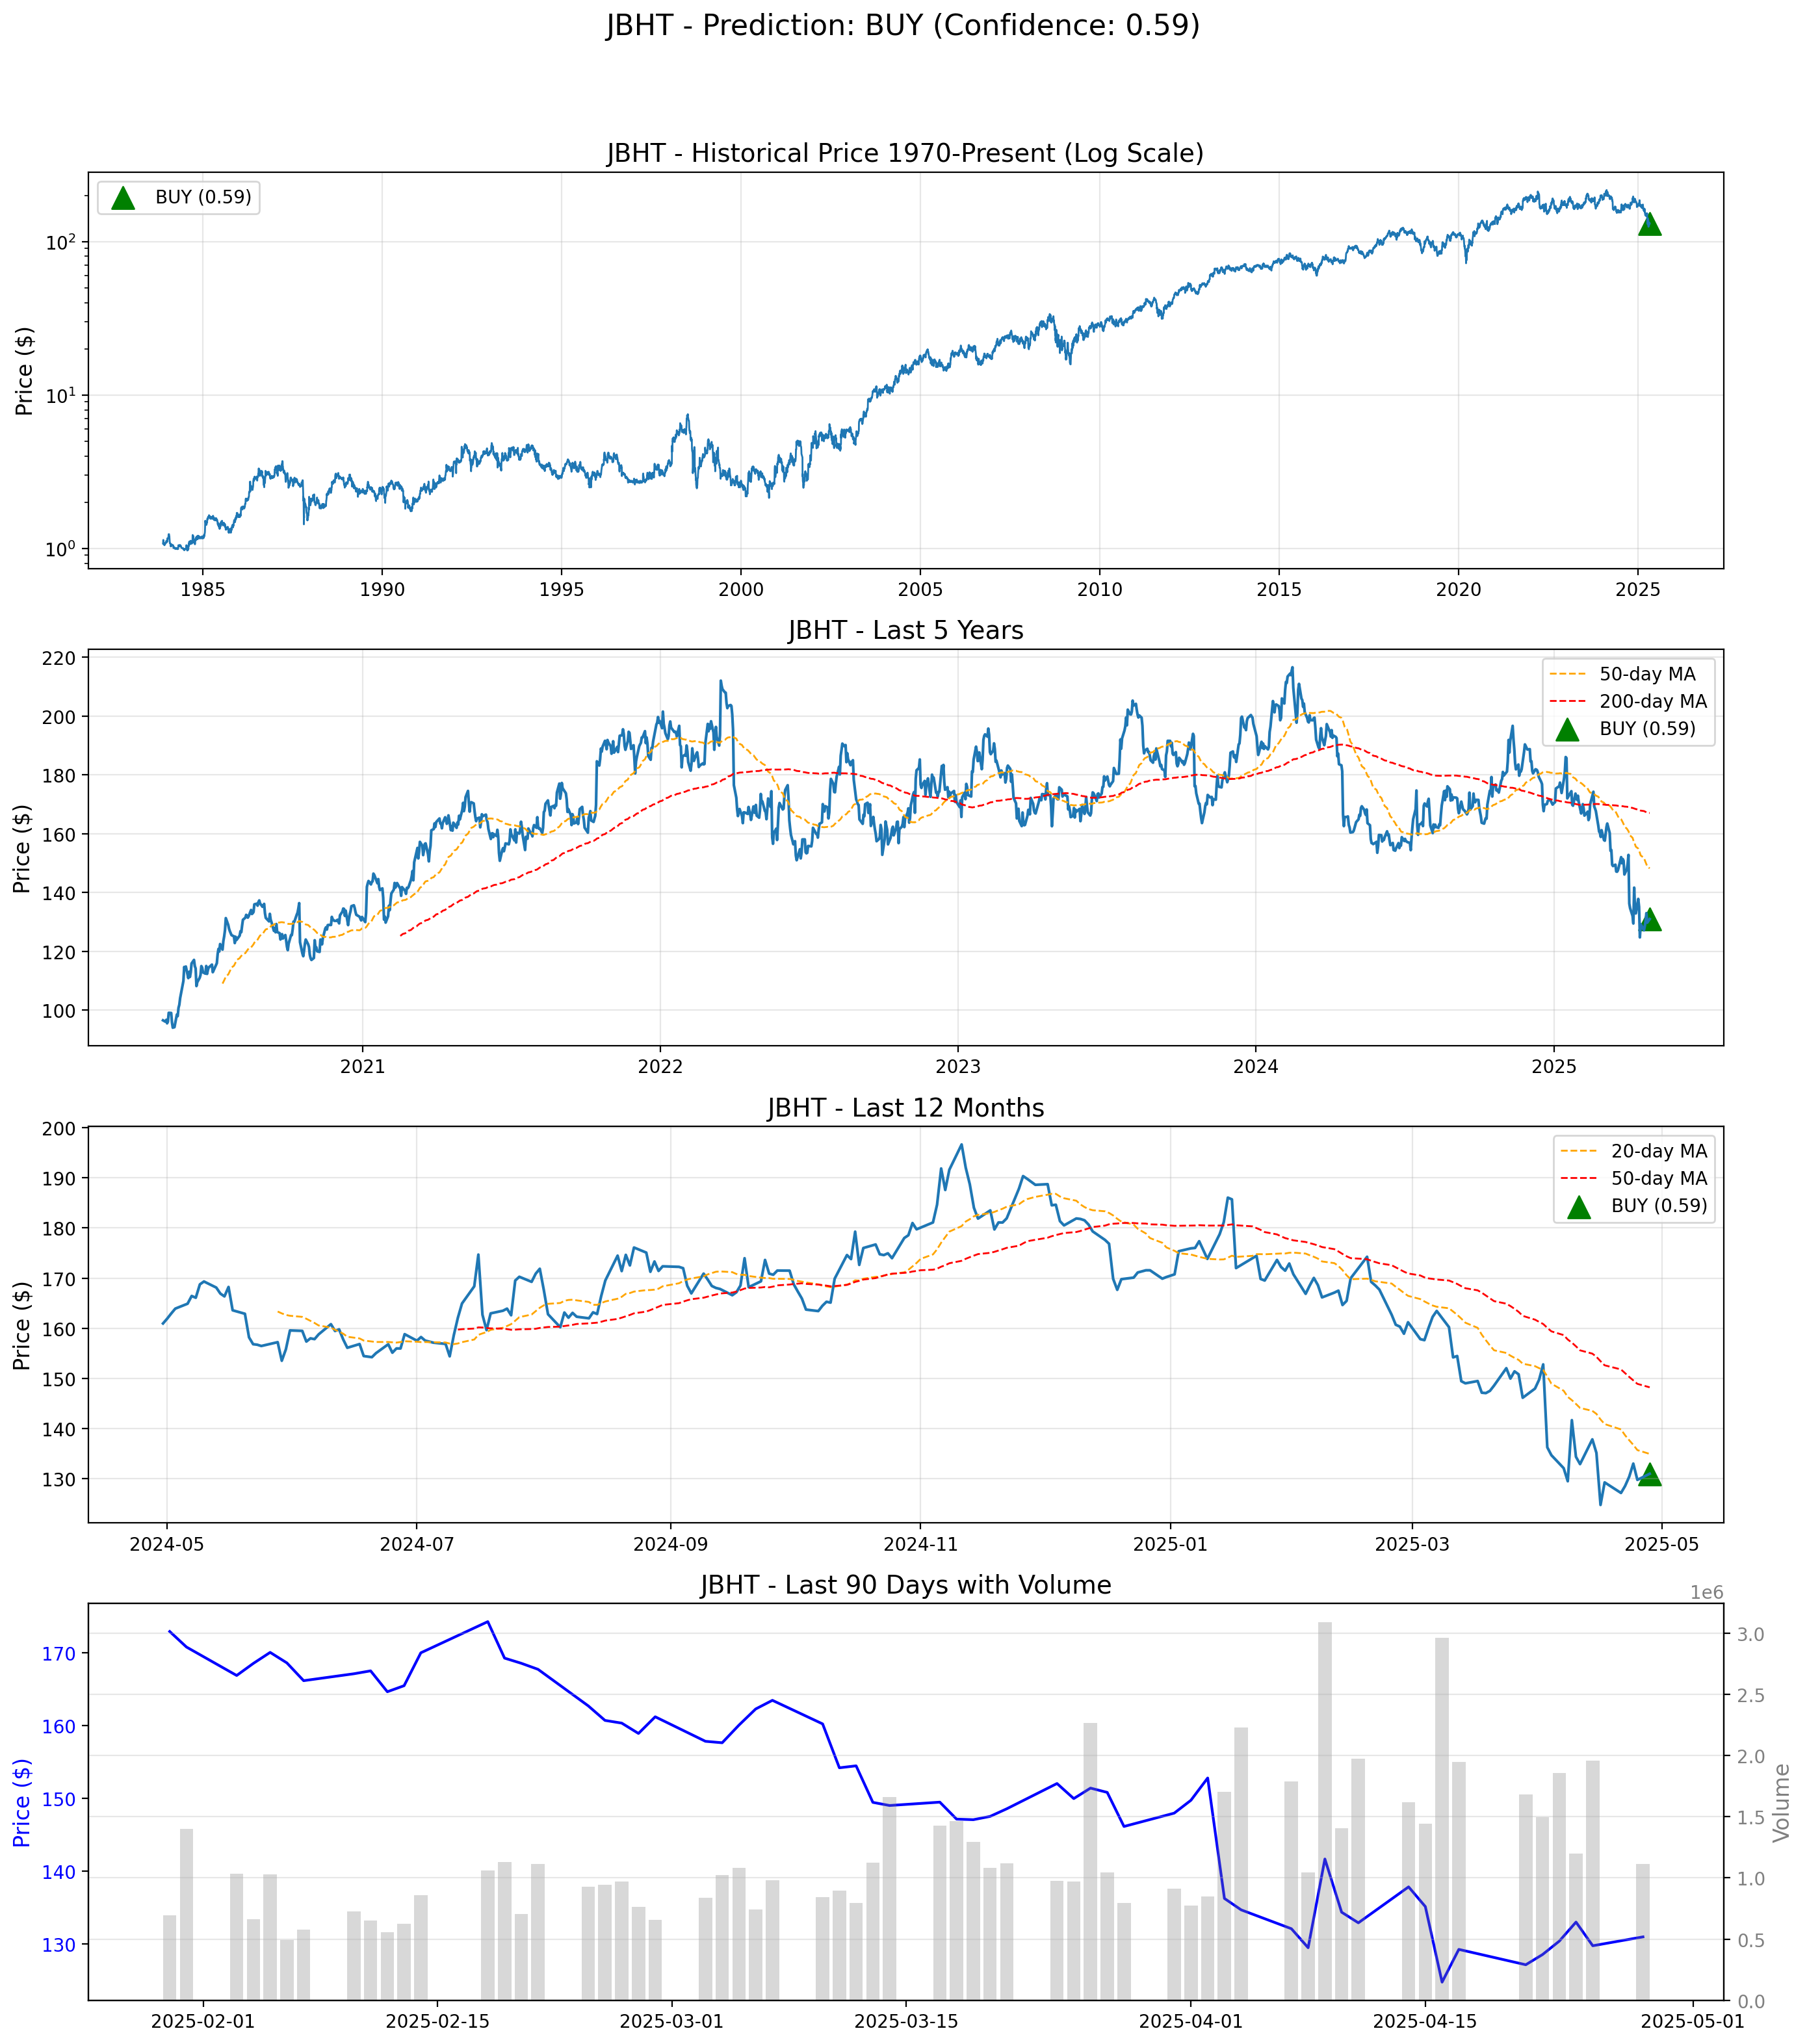 JBHT - Prediction: BUY (Confidence: 0.59)
JBHT - Historical Price 1970-Present (Log Scale)
BUY (0.59)
Price ($)
10²
10¹
10⁰
1985 1990 1995 2000 2005 2010 2015 2020 2025
JBHT - Last 5 Years
50-day MA
200-day MA
BUY (0.59)
Price ($)
220
200
180
160
140
120
100
2021 2022 2023 2024 2025
JBHT - Last 12 Months
20-day MA
50-day MA
BUY (0.59)
Price ($)
200
190
180
170
160
150
140
130
2024-05 2024-07 2024-09 2024-11 2025-01 2025-03 2025-05
JBHT - Last 90 Days with Volume
1e6
Price ($)
170
160
150
140
130
3.0
2.5
2.0
1.5
1.0
0.5
0.0
Volume
2025-02-01 2025-02-15 2025-03-01 2025-03-15 2025-04-01 2025-04-15 2025-05-01